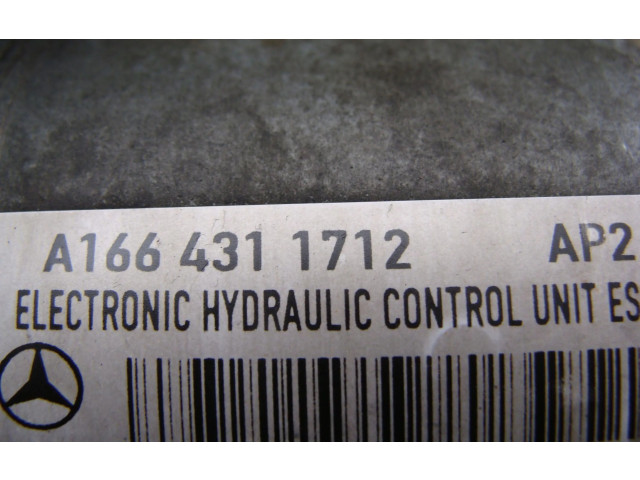 A166 431 1712 AP2
ELECTRONIC HYDRAULIC CONTROL UNIT ES